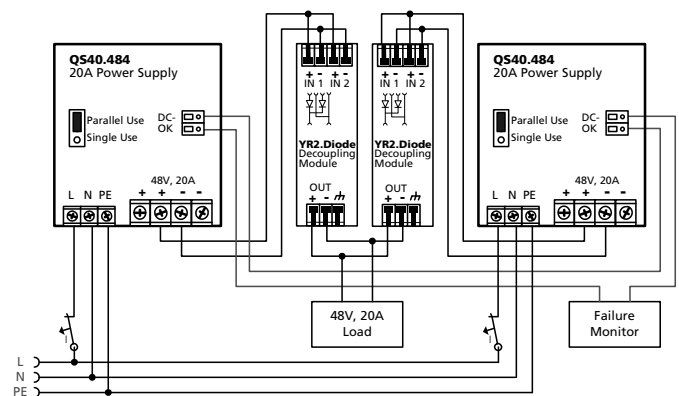 QS40.484
20A Power Supply
Parallel Use
Single Use
DC-
OK
48V, 20A
L N PE
+ + - -
+ -
IN 1
+ -
IN 2
YR2.Diode
Decoupling
Module
OUT
+ -
+ -
IN 1
+ -
IN 2
YR2.Diode
Decoupling
Module
OUT
+ -
QS40.484
20A Power Supply
Parallel Use
Single Use
DC-
OK
48V, 20A
L N PE
+ + - -
48V, 20A
Load
Failure
Monitor
I
I
L
N
PE